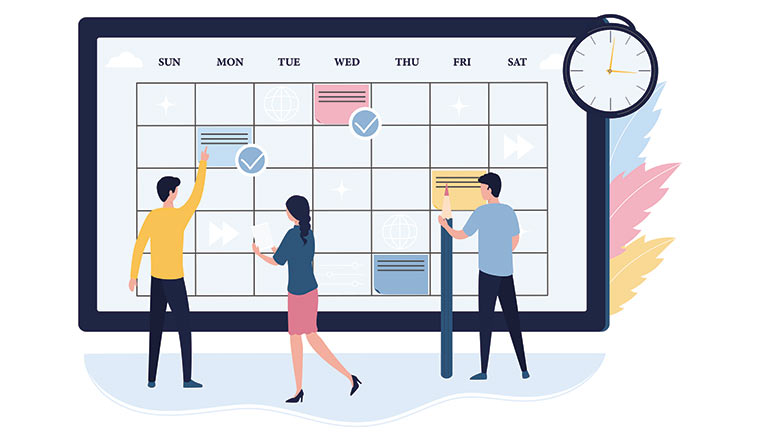 SUN MON TUE WED THU FRI SAT